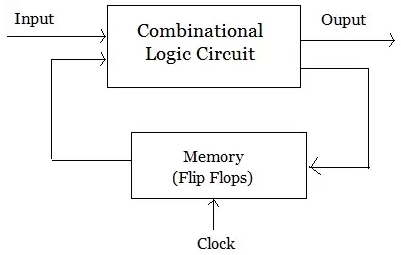 Input
Ouput
Combinational
Logic Circuit
Memory
(Flip Flops)
Clock